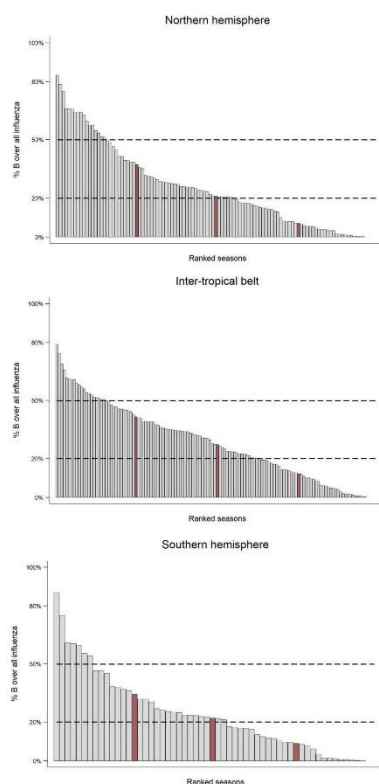 Northern hemisphere
100%
80%
50%
20%
0%
% B over all influenza
Ranked seasons
Inter-tropical belt
100%
80%
50%
20%
0%
% B over all influenza
Ranked seasons
Southern hemisphere
100%
80%
50%
20%
0%
% B over all influenza
Ranked seasons